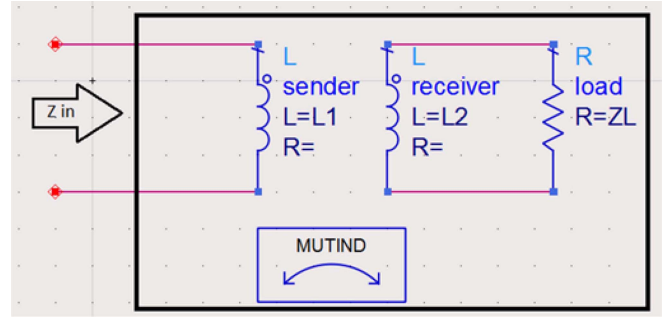 Z in
L
sender
L=L1
R=
L
receiver
L=L2
R=
R
load
R=ZL
MUTIND